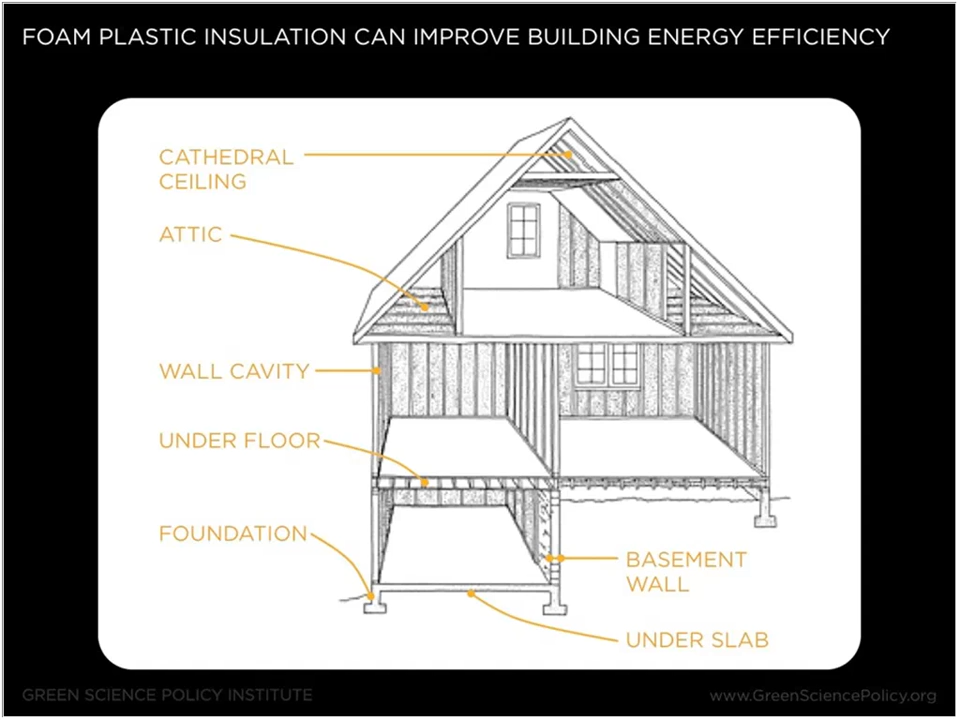 FOAM PLASTIC INSULATION CAN IMPROVE BUILDING ENERGY EFFICIENCY
CATHEDRAL
CEILING
ATTIC
WALL CAVITY
UNDER FLOOR
FOUNDATION
BASEMENT
WALL
UNDER SLAB
GREEN SCIENCE POLICY INSTITUTE
www.GreenSciencePolicy.org